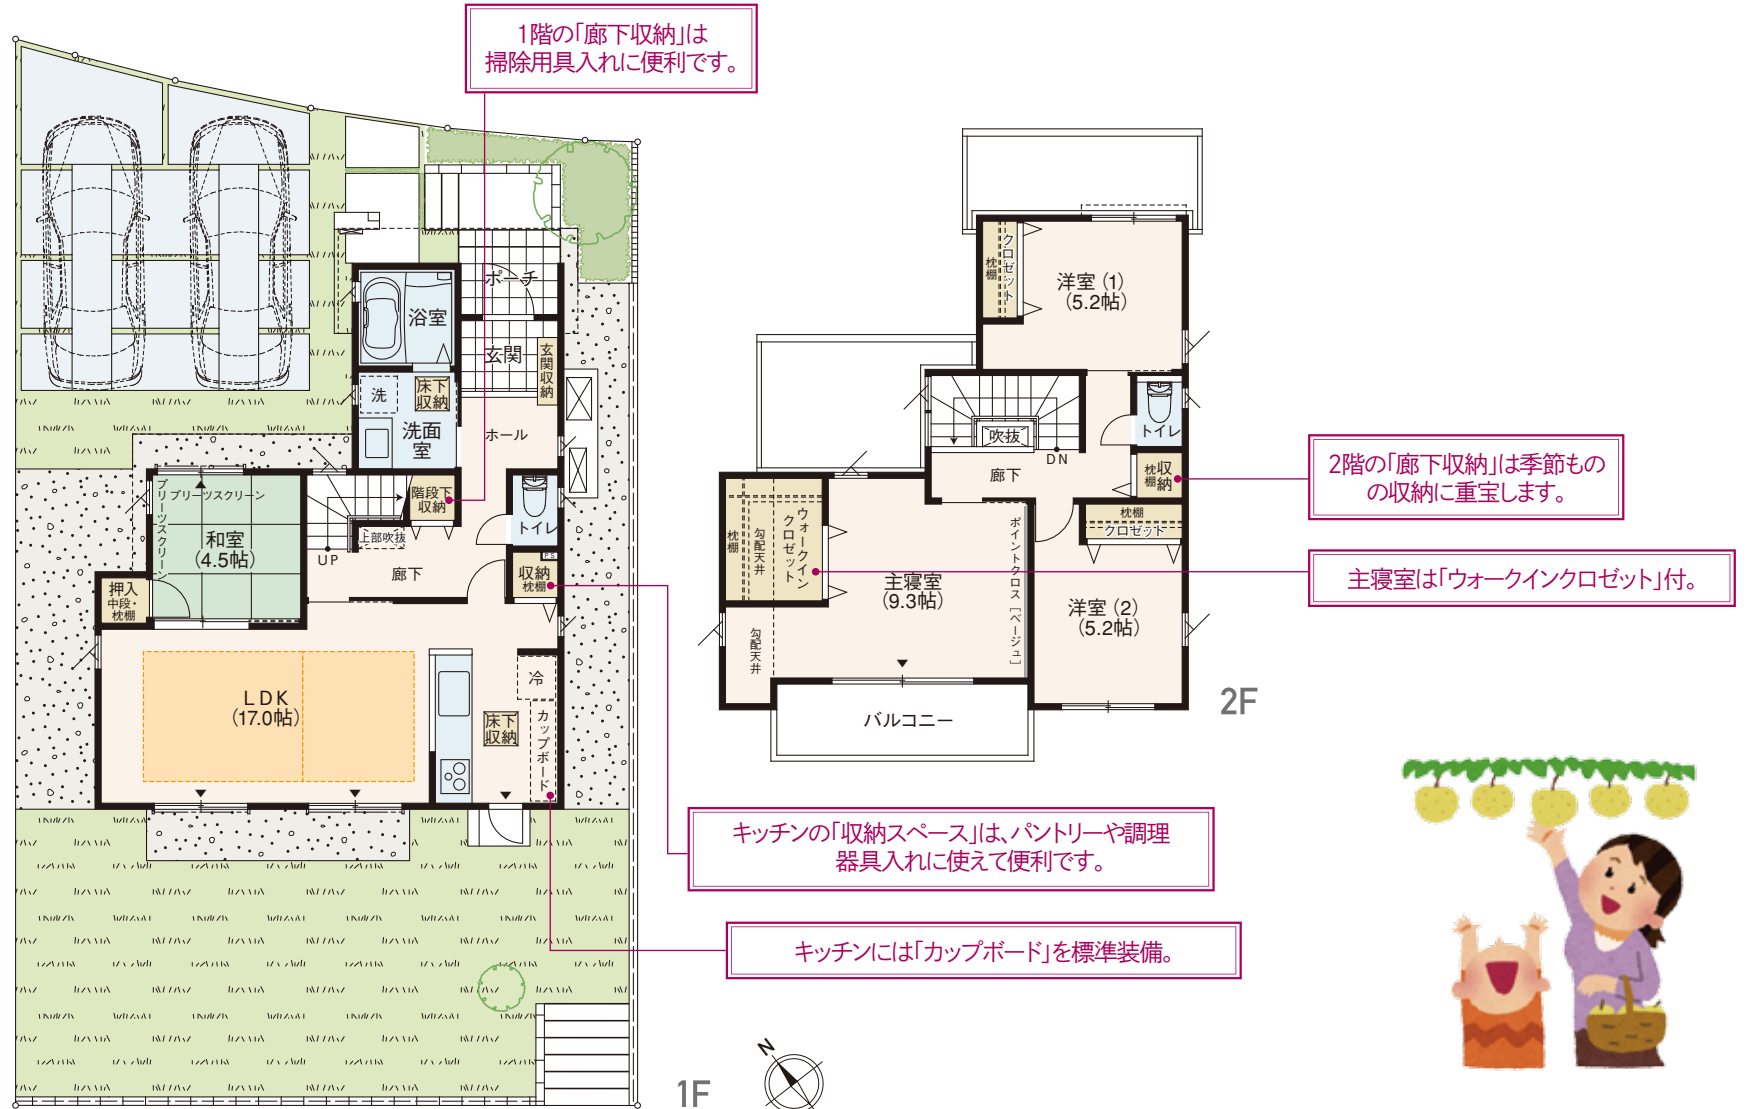 1階の「廊下収納」は
掃除用具入れに便利です。
ポーチ
浴室
玄関
玄関収納
洗
床下
収納
洗面
室
ホール
プリーツスクリーン
プリーツスクリーン
和室
(4.5帖)
階段下
収納
トイレ
上部吹抜
UP
廊下
PS
収納
枕棚
押入
中段・
枕棚
LDK
(17.0帖)
冷
床下
収納
カップボード
1F
N
クロゼット
枕棚
洋室(1)
(5.2帖)
トイレ
吹抜
DN
廊下
収納
枕棚
枕棚
クロゼット
ウォークイン
クロゼット
勾配天井
枕棚
主寝室
(9.3帖)
ポイントクロス[ベージュ]
洋室(2)
(5.2帖)
勾配天井
バルコニー
2F
2階の「廊下収納」は季節もの
の収納に重宝します。
主寝室は「ウォークインクロゼット」付。
キッチンの「収納スペース」は、パントリーや調理
器具入れに使えて便利です。
キッチンには「カップボード」を標準装備。